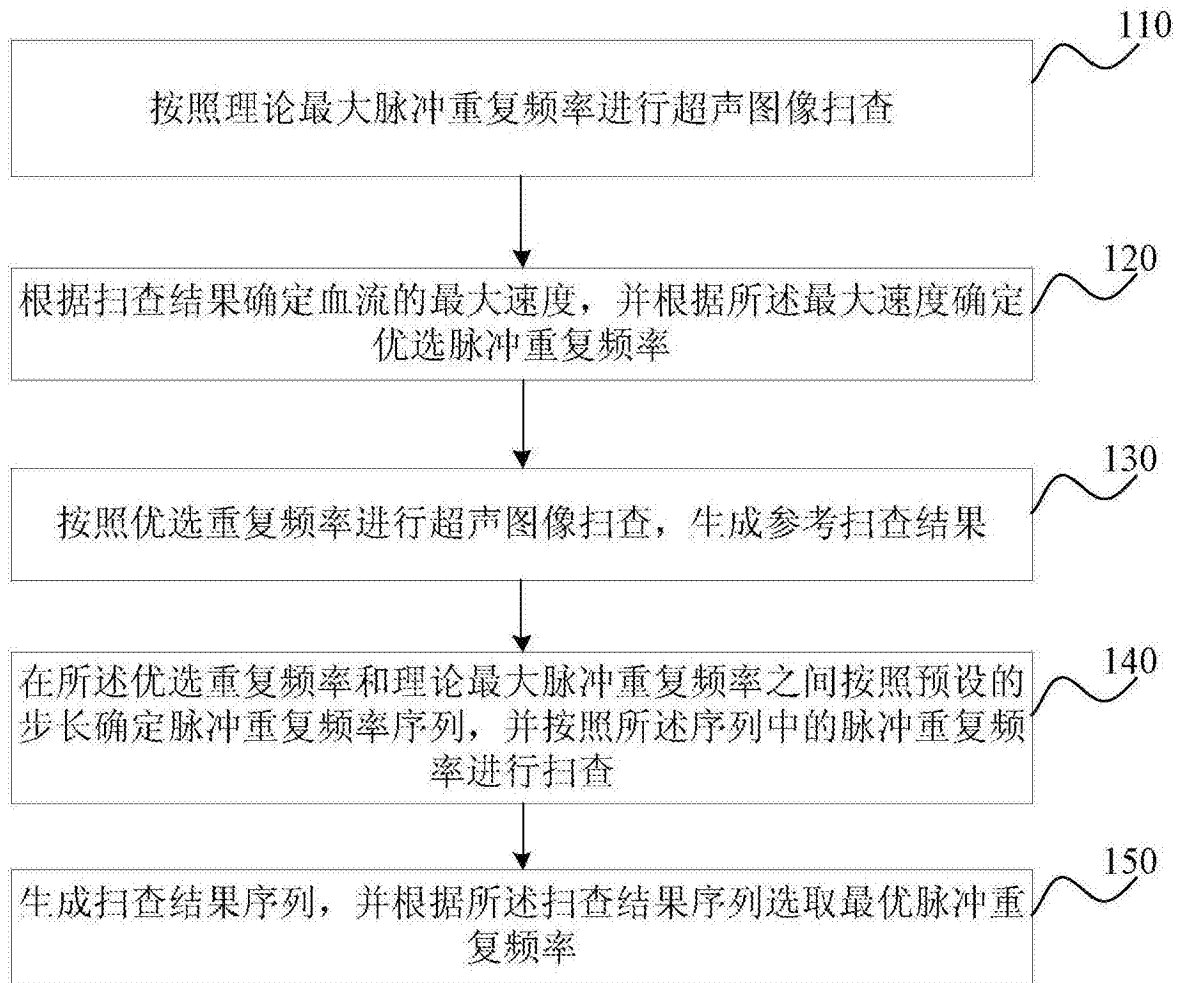 110
按照理论最大脉冲重复频率进行超声图像扫查
120
根据扫查结果确定血流的最大速度，并根据所述最大速度确定
优选脉冲重复频率
130
按照优选重复频率进行超声图像扫查，生成参考扫查结果
140
在所述优选重复频率和理论最大脉冲重复频率之间按照预设的
步长确定脉冲重复频率序列，并按照所述序列中的脉冲重复频
率进行扫查
150
生成扫查结果序列，并根据所述扫查结果序列选取最优脉冲重
复频率